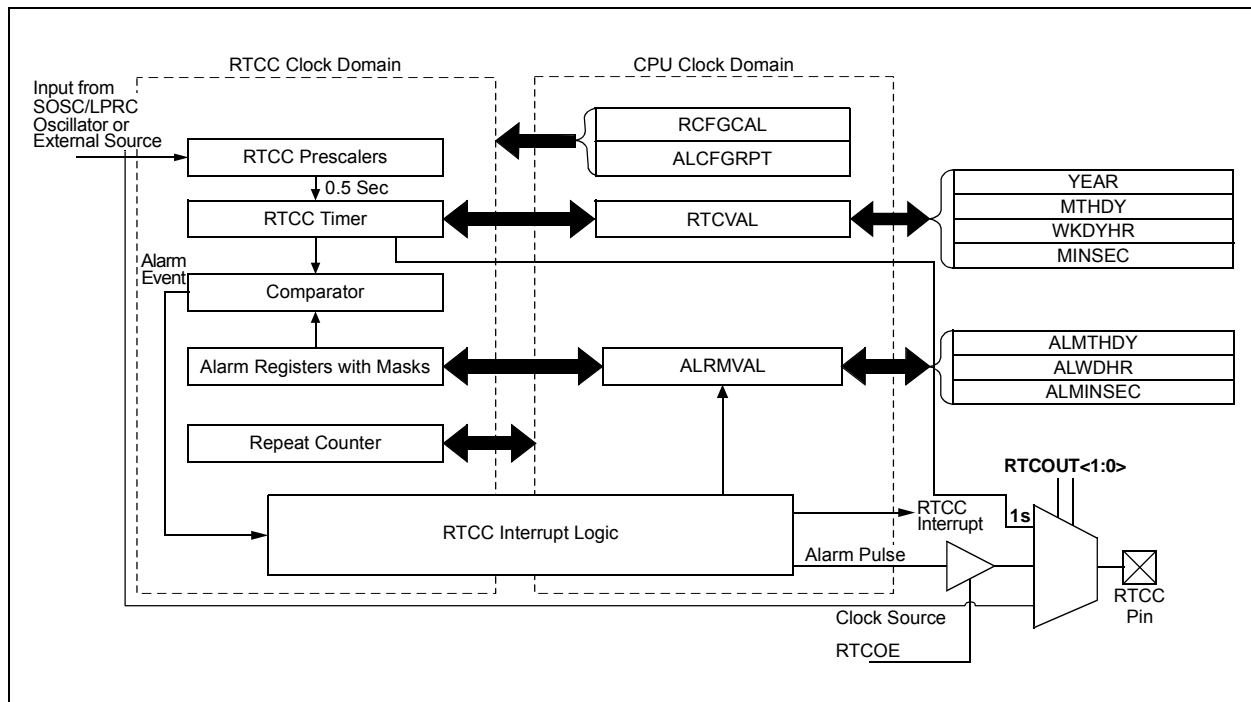 RTCC Clock Domain
CPU Clock Domain
Input from
SOSC/LPRC
Oscillator or
External Source
RCFGCAL
ALCFGRPT
RTCC Prescalers
0.5 Sec
RTCC Timer
RTCVAL
YEAR
MTHDY
WKDYHR
MINSEC
Alarm
Event
Comparator
Alarm Registers with Masks
ALRMVAL
ALMTHDY
ALWDHR
ALMINSEC
Repeat Counter
RTCOUT<1:0>
RTCC Interrupt Logic
RTCC
Interrupt
1s
Alarm Pulse
Clock Source
RTCOE
RTCC
Pin